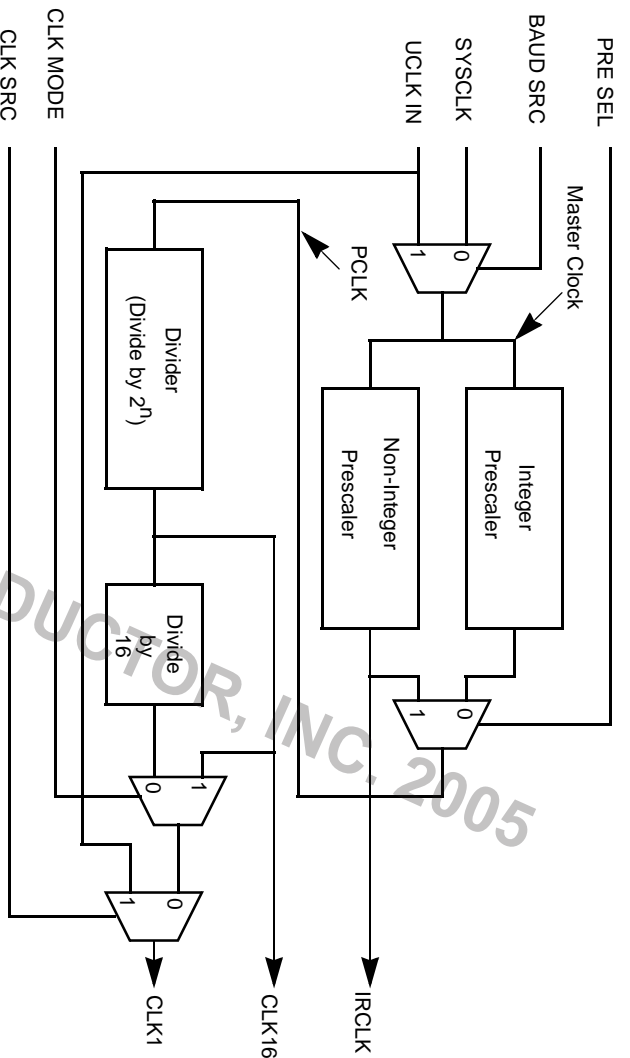 PRE SEL
BAUD SRC
SYSCLK
UCLK IN
CLK MODE
CLK SRC
Master Clock
0
1
PCLK
Integer
Prescaler
Non-Integer
Prescaler
0
1
Divider
(Divide by 2n)
Divide
by
16
1
0
0
1
IRCLK
CLK16
CLK1
DUCTOR, INC. 2005